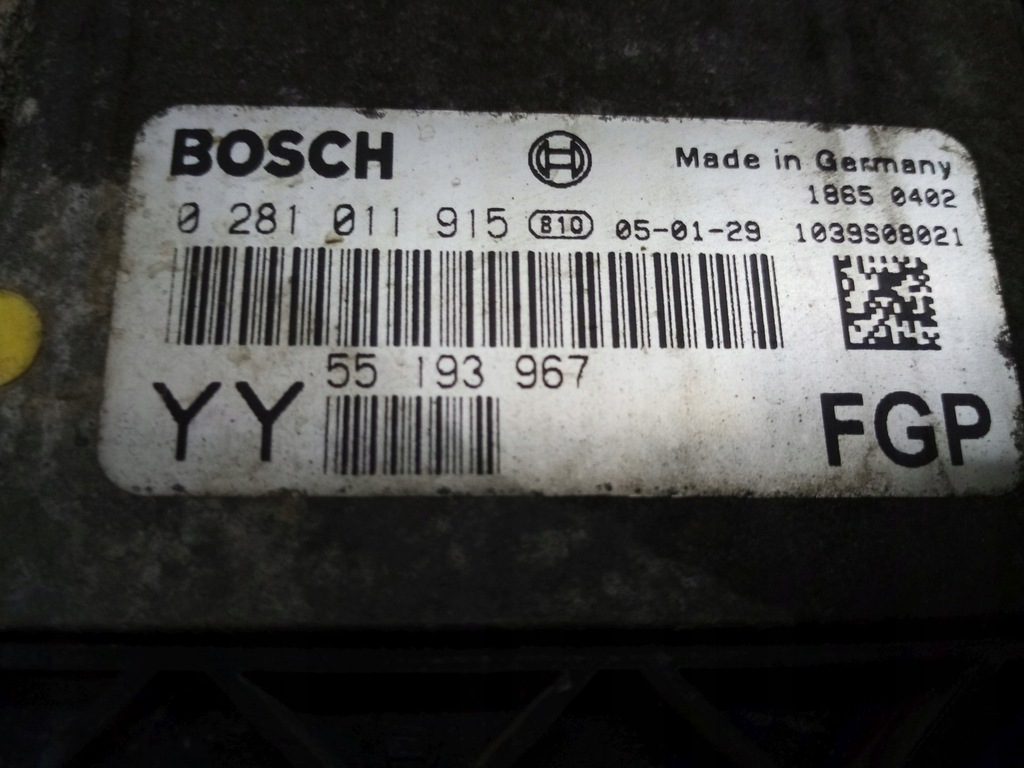 BOSCH Made in Germany
1865 0402
0 281 011 915 810 05-01-29 1039S08021
55 193 967
YY FGP